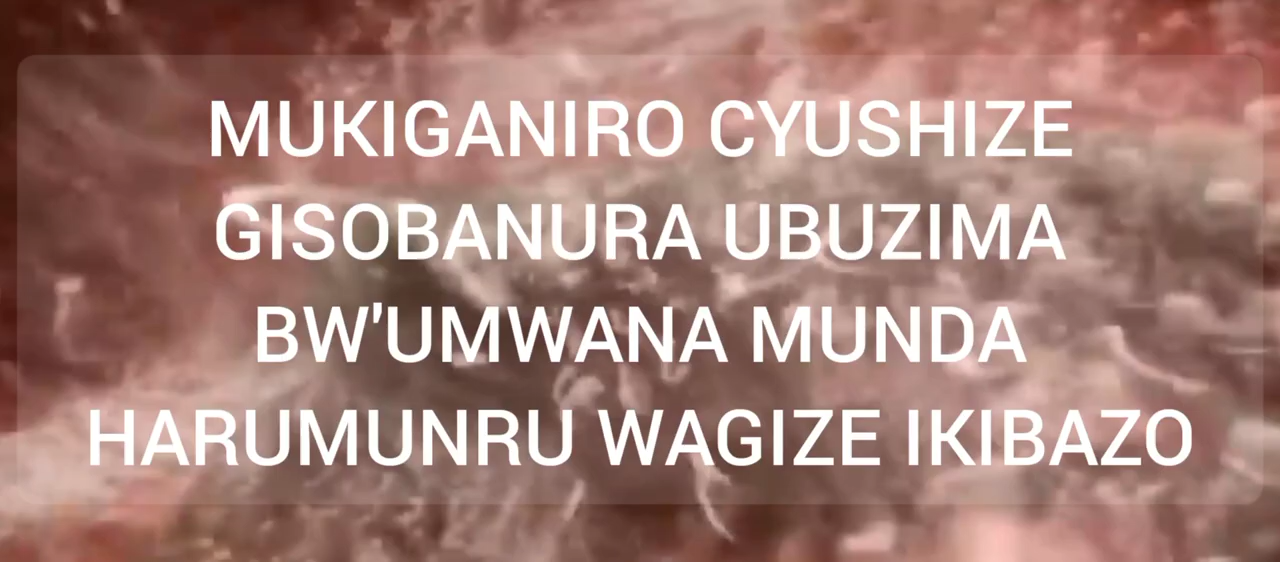 MUKIGANIRO CYUSHIZE
GISOBANURA UBUZIMA
BW'UMWANA MUNDA
HARUMUNRU WAGIZE IKIBAZO